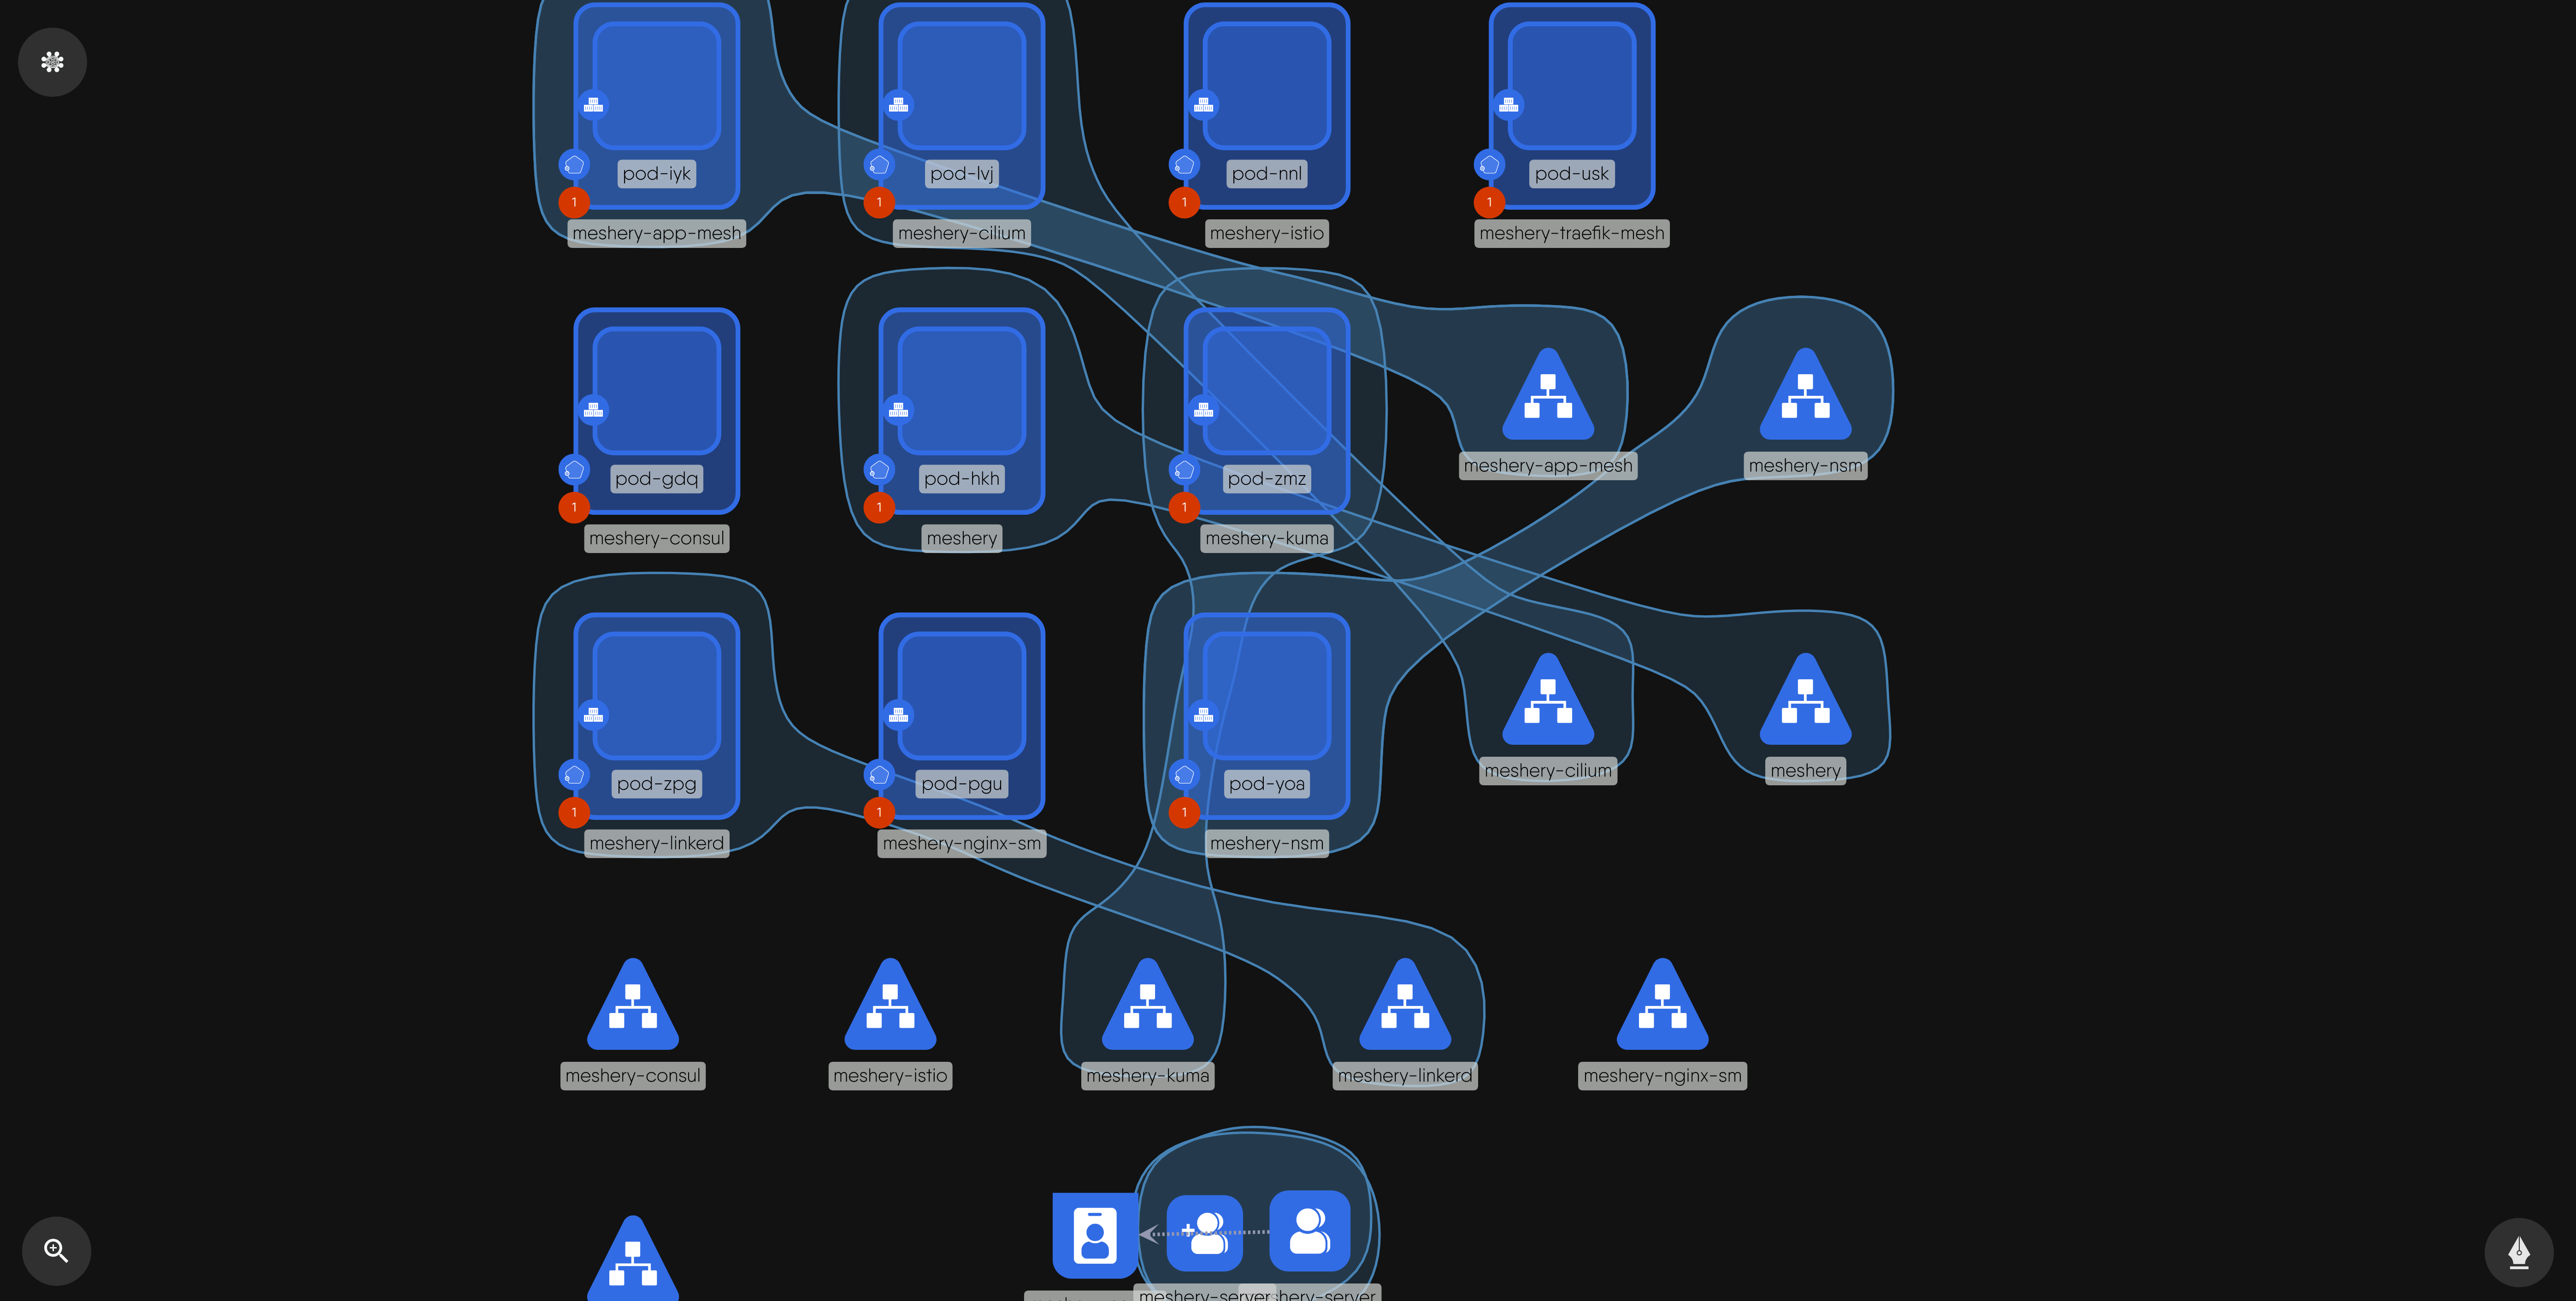 pod-iyk
pod-lvj
pod-nnl
pod-usk
1
1
1
1
meshery-app-mesh
meshery-cilium
meshery-istio
meshery-traefik-mesh
pod-gdq
pod-hkh
pod-zmz
meshery-app-mesh
meshery-nsm
1
1
1
meshery-consul
meshery
meshery-kuma
pod-zpg
pod-pgu
pod-yoa
meshery-cilium
meshery
1
1
1
meshery-linkerd
meshery-nginx-sm
meshery-nsm
meshery-consul
meshery-istio
meshery-kuma
meshery-linkerd
meshery-nginx-sm
meshery-server